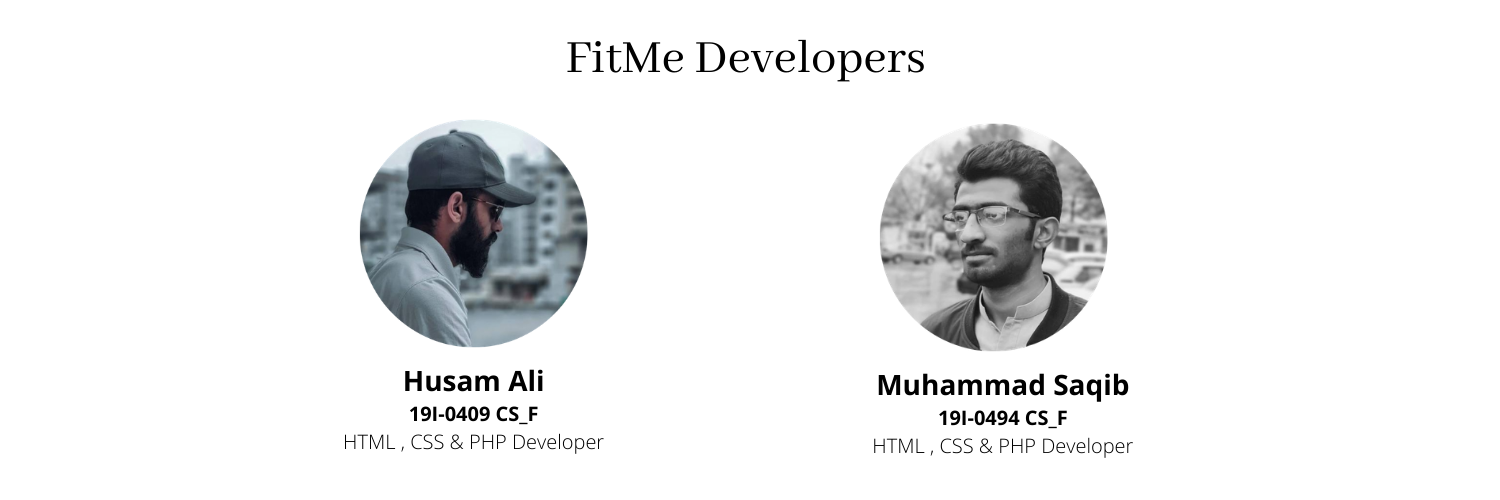 FitMe Developers
Husam Ali
19I-0409 CS_F
HTML , CSS & PHP Developer
Muhammad Saqib
19I-0494 CS_F
HTML , CSS & PHP Developer